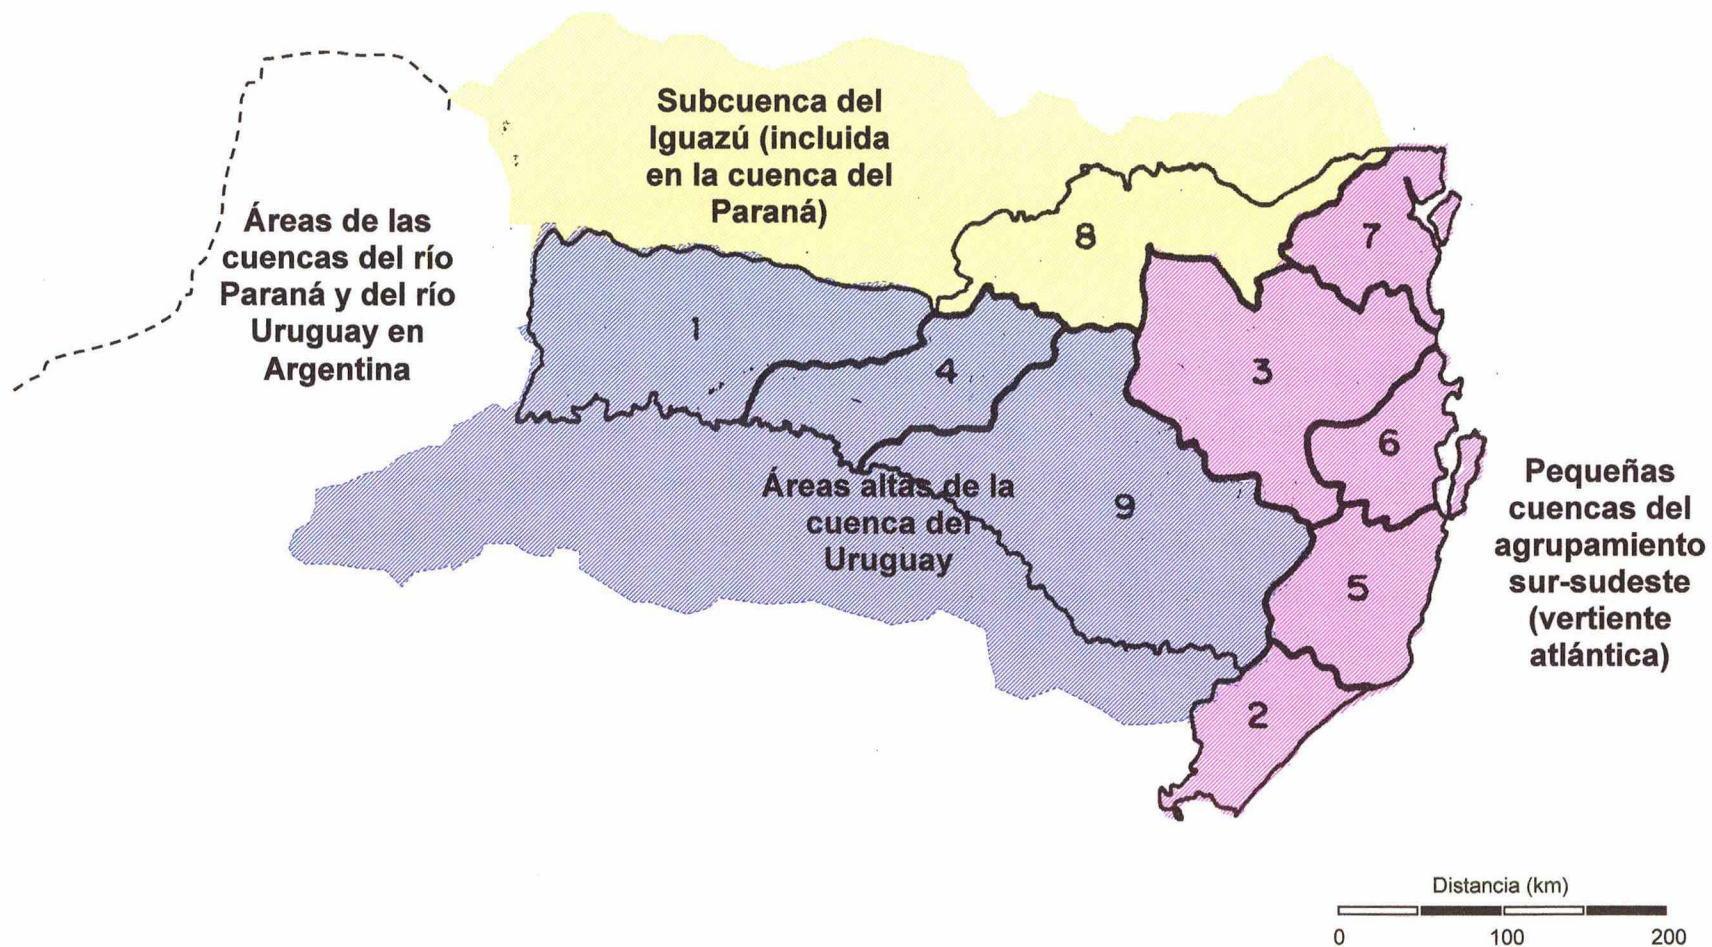 Subcuenca del
Iguazú (incluida
en la cuenca del
Paraná)
Áreas de las
cuencas del río
Paraná y del río
Uruguay en
Argentina
8
7
1
4
3
6
Áreas altas de la
cuenca del
Uruguay
9
Pequeñas
cuencas del
agrupamiento
sur-sudeste
(vertiente
atlántica)
5
2
Distancia (km)
0 100 200